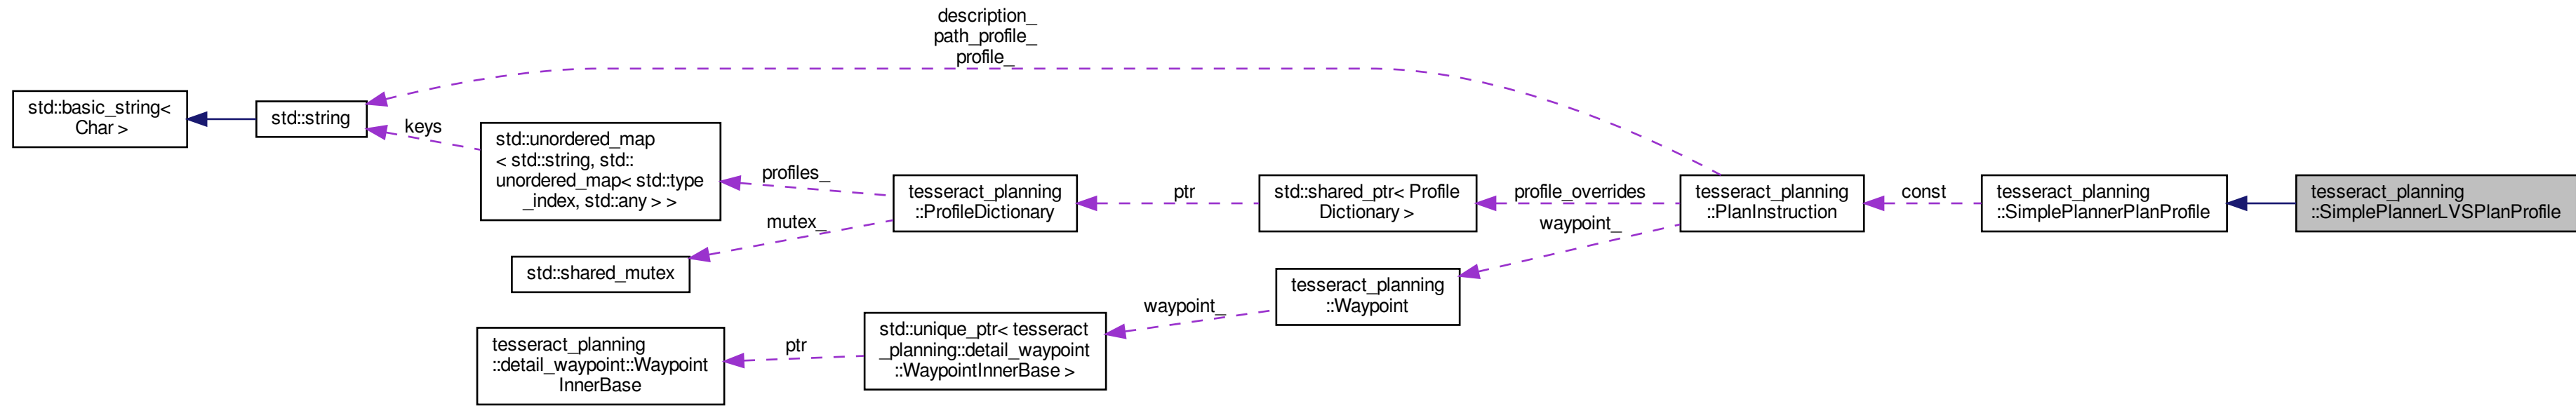 description_
path_profile_
profile_
std::basic_string<
Char >
std::string
keys
std::unordered_map
< std::string, std::
unordered_map< std::type
_index, std::any > >
profiles_
mutex_
std::shared_mutex
tesseract_planning
::ProfileDictionary
ptr
std::shared_ptr< Profile
Dictionary >
profile_overrides
waypoint_
tesseract_planning
::PlanInstruction
const
tesseract_planning
::SimplePlannerPlanProfile
tesseract_planning
::SimplePlannerLVSPlanProfile
tesseract_planning
::Waypoint
waypoint_
std::unique_ptr< tesseract
_planning::detail_waypoint
::WaypointInnerBase >
ptr
tesseract_planning
::detail_waypoint::Waypoint
InnerBase